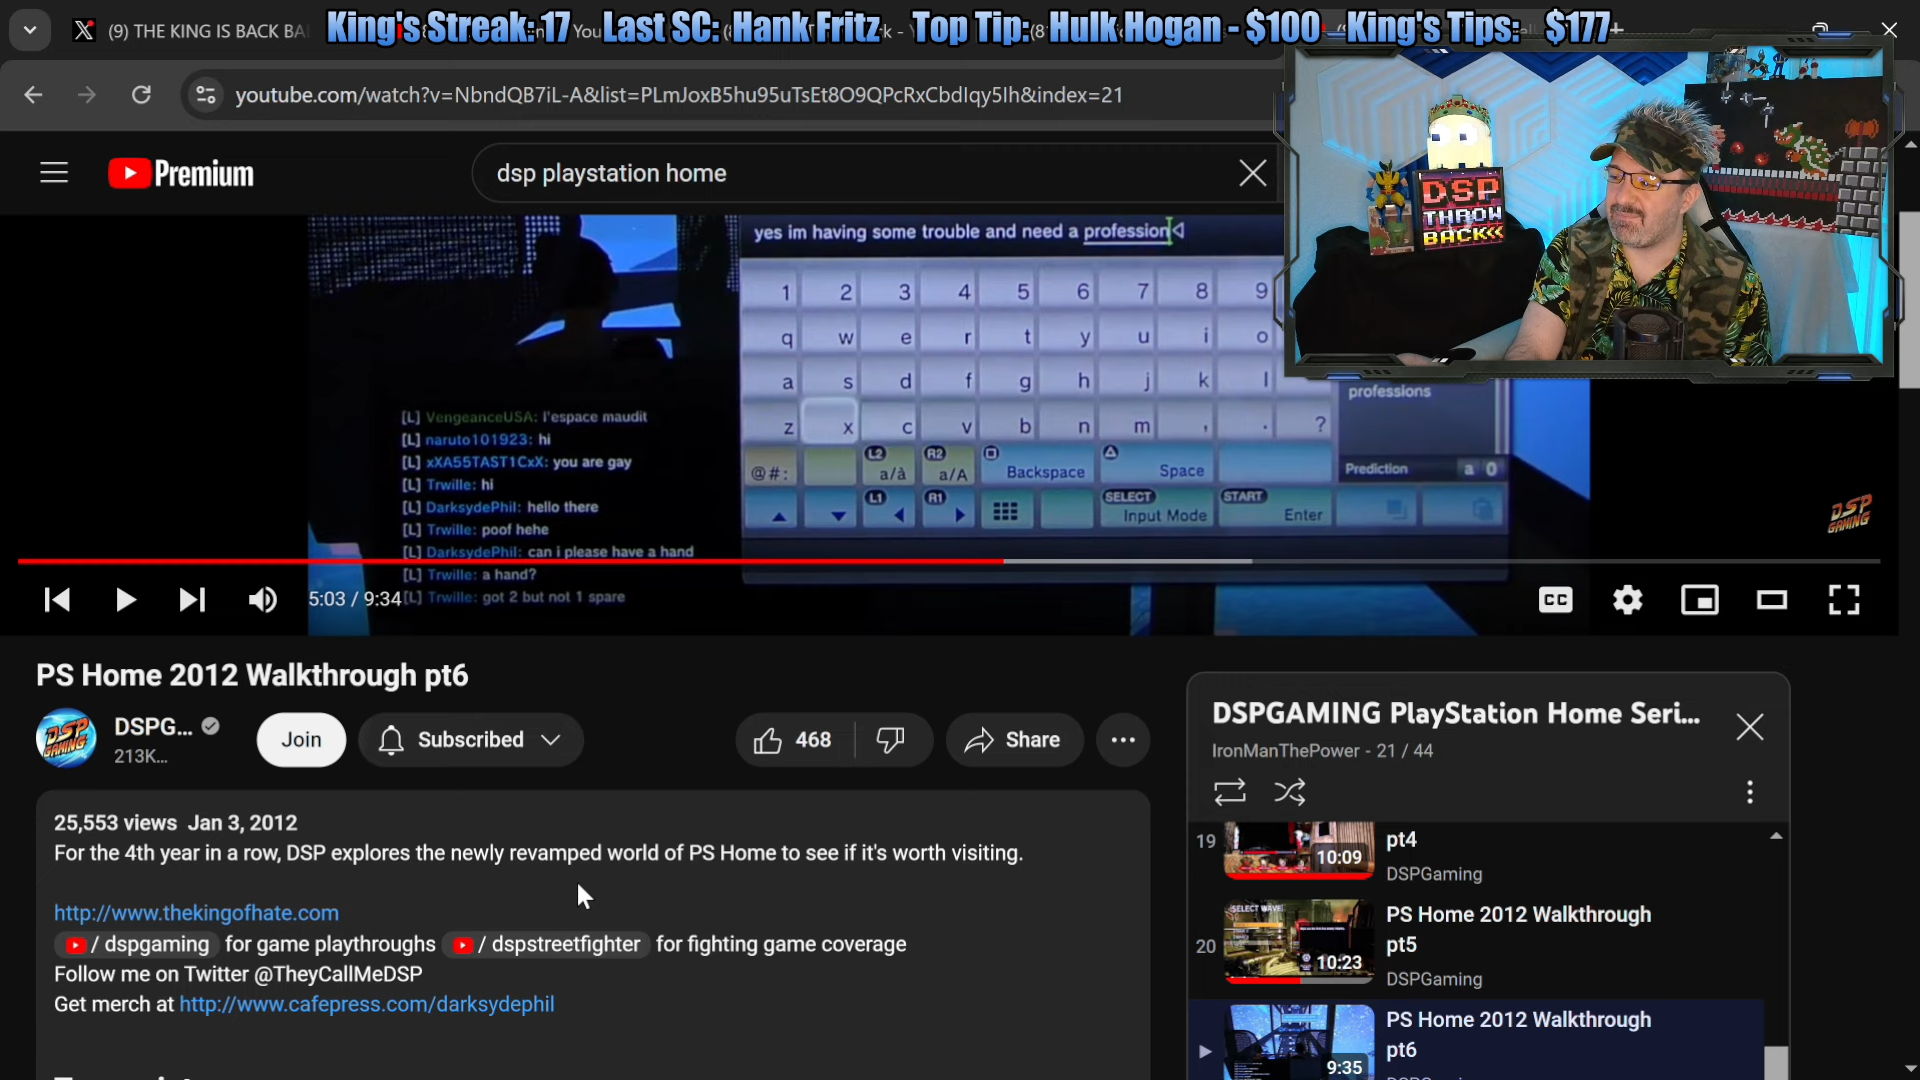 (9) THE KING IS BACK BA
King's Streak: 17 Last SC: Hank Fritz Top Tip: Hulk Hogan - $100 King's Tips: $177
youtube.com/watch?v=NbndQB7iL-A&list=PLmJoxB5hu95uTsEt8O9QPcRxCbdIqy5Ih&index=21
Premium
dsp playstation home
DSP
THROW
BACK<<
yes im having some trouble and need a profession
1 2 3 4 5 6 7 8 9
q w e r t y u i o
a s d f g h j k l
z x c v b n m , . ?
professions
@#: L2 a/à R2 a/A Backspace Space
Prediction a 0
L1 R1 SELECT Input Mode START Enter
[L] VengeanceUSA: l'espace maudit
[L] naruto101923: hi
[L] xXA55TAST1CxX: you are gay
[L] Trwille: hi
[L] DarksydePhil: hello there
[L] Trwille: poof hehe
[L] DarksydePhil: can i please have a hand
[L] Trwille: a hand?
[L] Trwille: got 2 but not 1 spare
DSP
GAMING
5:03 / 9:34
CC
PS Home 2012 Walkthrough pt6
DSP
GAMING
DSPG...
213K...
Join
Subscribed
468
Share
25,553 views Jan 3, 2012
For the 4th year in a row, DSP explores the newly revamped world of PS Home to see if it's worth visiting.
http://www.thekingofhate.com
/ dspgaming for game playthroughs / dspstreetfighter for fighting game coverage
Follow me on Twitter @TheyCallMeDSP
Get merch at http://www.cafepress.com/darksydephil
DSPGAMING PlayStation Home Seri...
IronManThePower - 21 / 44
19
10:09
pt4
DSPGaming
20
SELECT WAVE
10:23
PS Home 2012 Walkthrough
pt5
DSPGaming
9:35
PS Home 2012 Walkthrough
pt6